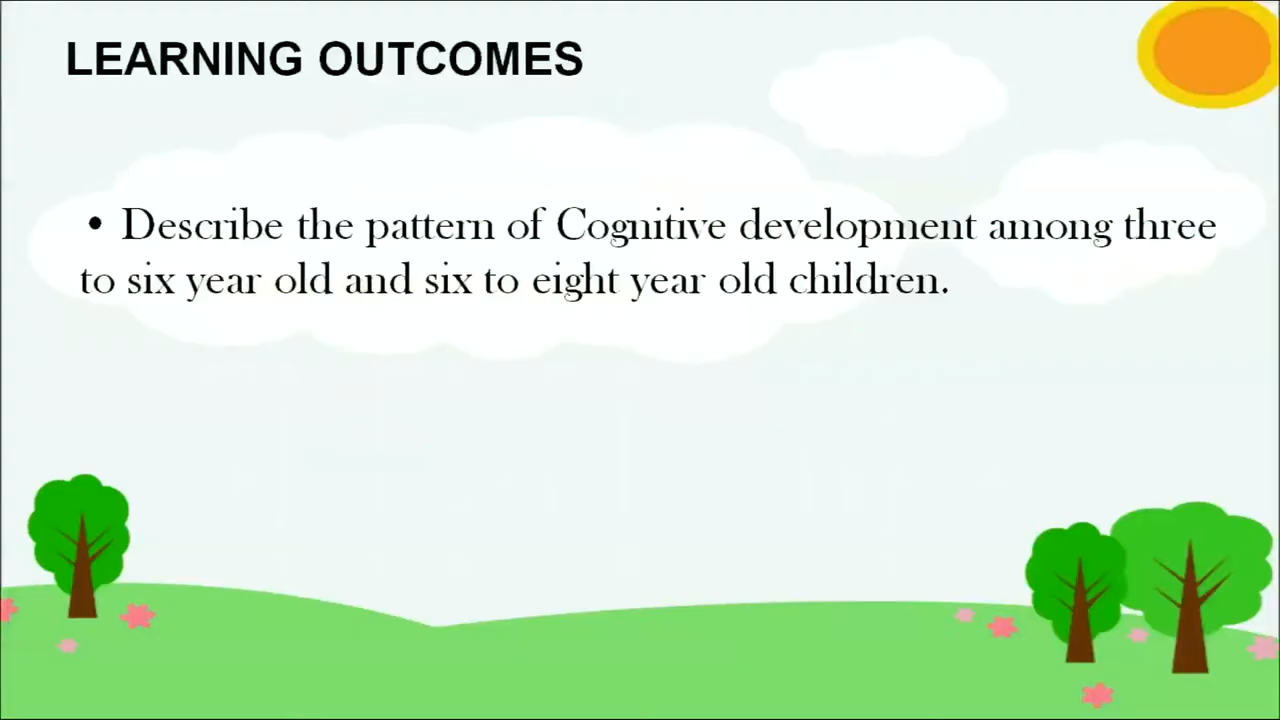 LEARNING OUTCOMES
• Describe the pattern of Cognitive development among three
to six year old and six to eight year old children.